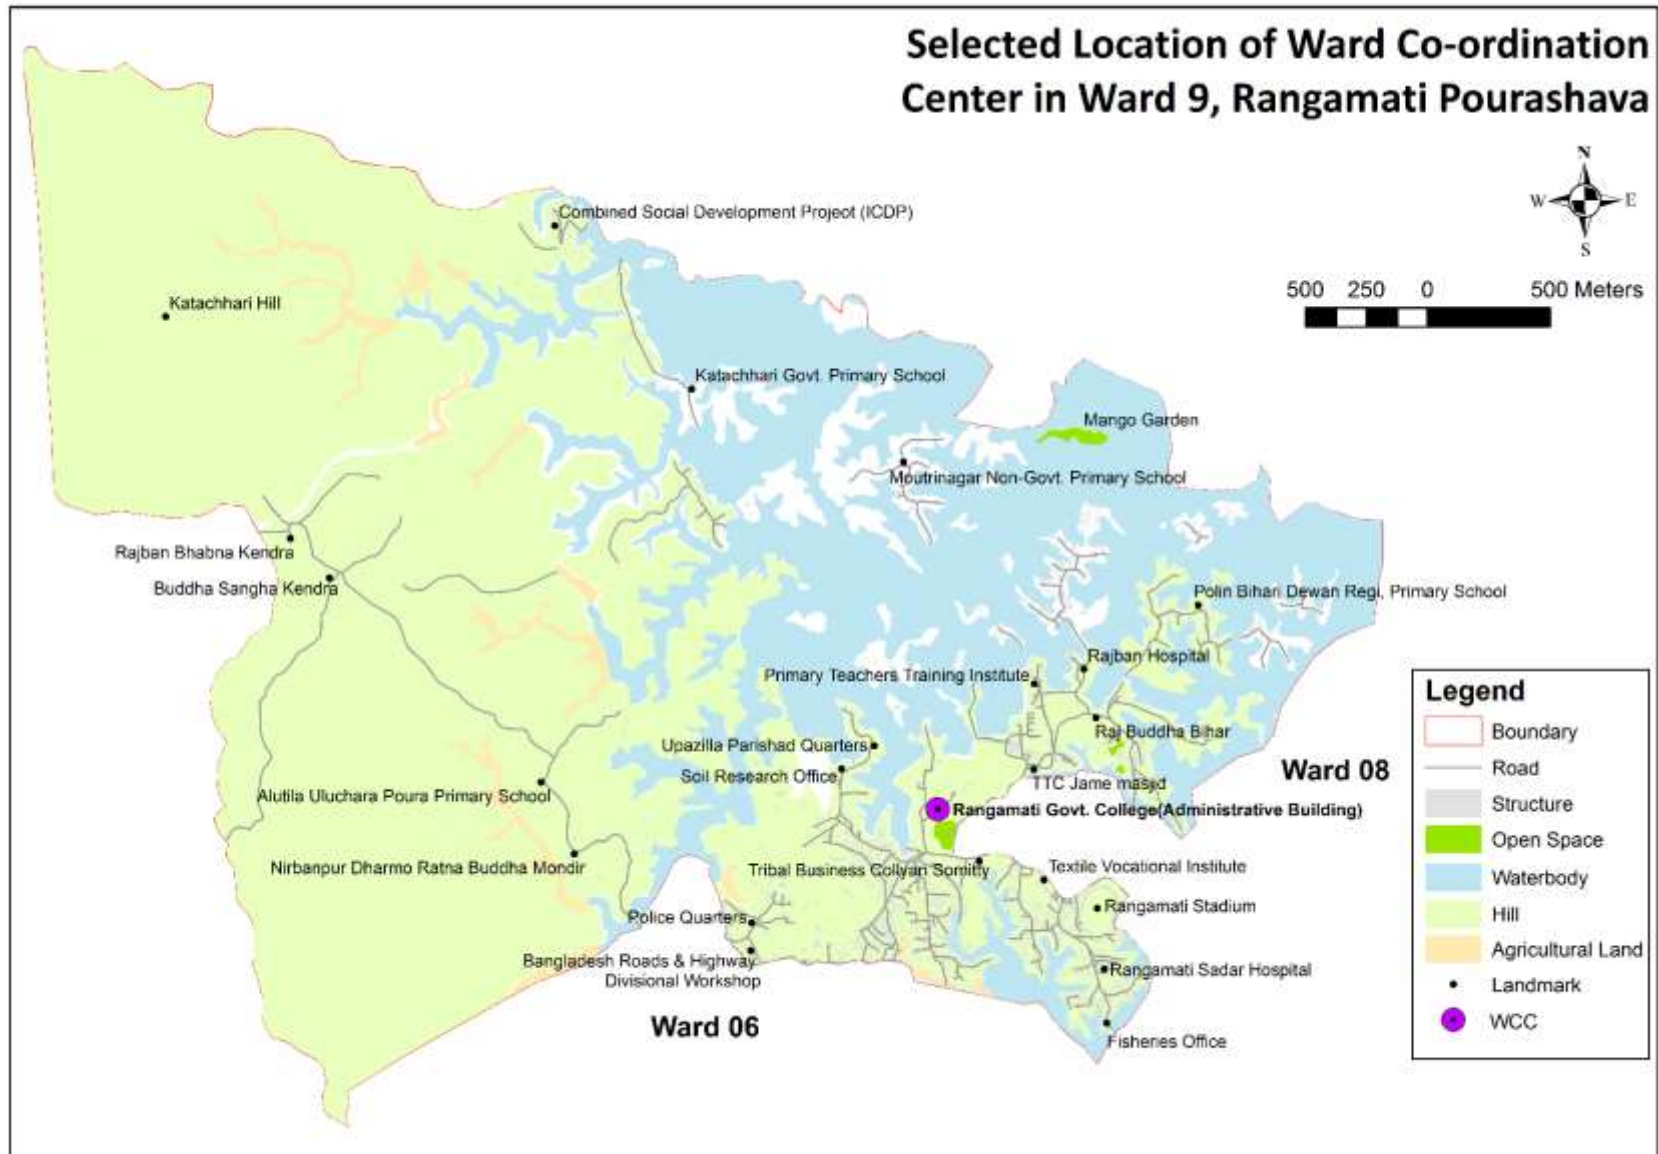 Selected Location of Ward Co-ordination
Center in Ward 9, Rangamati Pourashava
N
W
E
S
500 250 0 500 Meters
Combined Social Development Project (ICDP)
Katachhari Hill
Katachhari Govt. Primary School
Mango Garden
Moutrinagar Non-Govt. Primary School
Rajban Bhabna Kendra
Buddha Sangha Kendra
Polin Bihari Dewan Regi, Primary School
Rajban Hospital
Primary Teachers Training Institute
Raj Buddha Bihar
Upazilla Parishad Quarters
Soil Research Office
TTC Jame masjid
Ward 08
Alutila Uluchara Poura Primary School
Rangamati Govt. College(Administrative Building)
Nirbanpur Dharmo Ratna Buddha Mondir
Tribal Business Collyan Somitty
Textile Vocational Institute
Rangamati Stadium
Police Quarters
Bangladesh Roads & Highway
Divisional Workshop
Rangamati Sadar Hospital
Ward 06
Fisheries Office
Legend
Boundary
Road
Structure
Open Space
Waterbody
Hill
Agricultural Land
Landmark
WCC